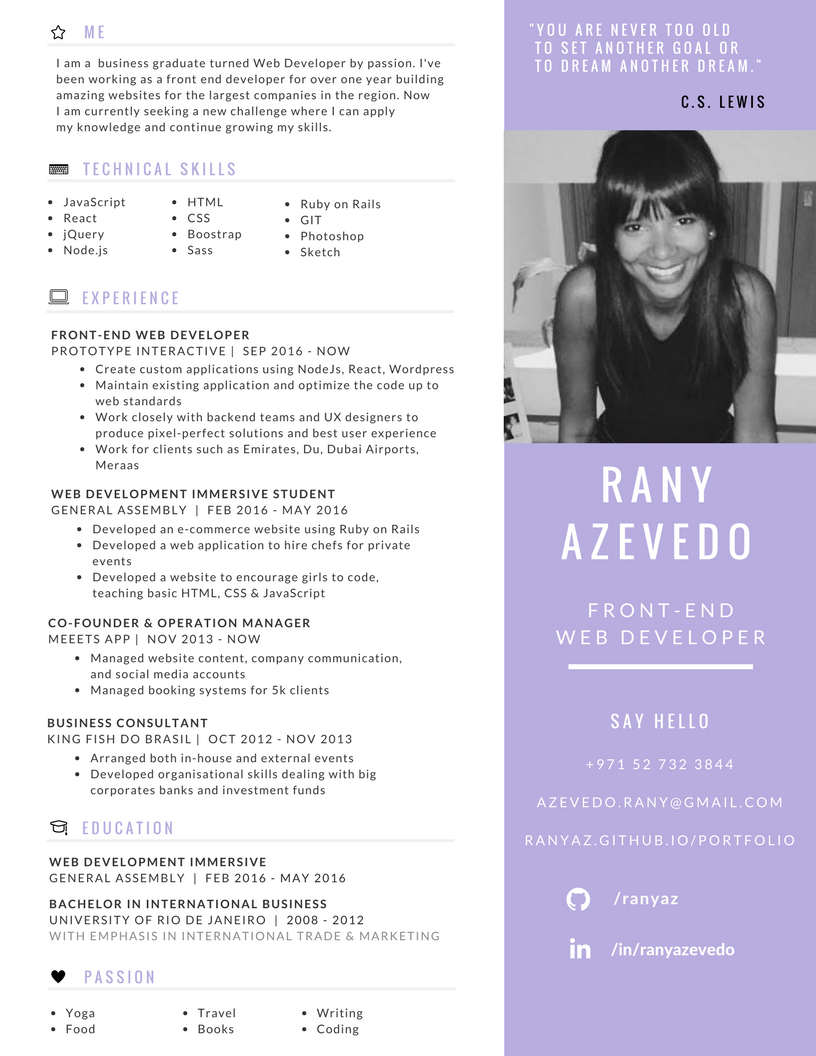 ME
I am a  business graduate turned Web Developer by passion. I've
been working as a front end developer for over one year building
amazing websites for the largest companies in the region. Now
I am currently seeking a new challenge where I can apply
my knowledge and continue growing my skills.
TECHNICAL SKILLS
• JavaScript
• React
• jQuery
• Node.js
• HTML
• CSS
• Boostrap
• Sass
• Ruby on Rails
• GIT
• Photoshop
• Sketch
EXPERIENCE
FRONT-END WEB DEVELOPER
PROTOTYPE INTERACTIVE | SEP 2016 - NOW
• Create custom applications using NodeJs, React, Wordpress
• Maintain existing application and optimize the code up to
web standards
• Work closely with backend teams and UX designers to
produce pixel-perfect solutions and best user experience
• Work for clients such as Emirates, Du, Dubai Airports,
Meraas
WEB DEVELOPMENT IMMERSIVE STUDENT
GENERAL ASSEMBLY | FEB 2016 - MAY 2016
• Developed an e-commerce website using Ruby on Rails
• Developed a web application to hire chefs for private
events
• Developed a website to encourage girls to code,
teaching basic HTML, CSS & JavaScript
CO-FOUNDER & OPERATION MANAGER
MEEETS APP | NOV 2013 - NOW
• Managed website content, company communication,
and social media accounts
• Managed booking systems for 5k clients
BUSINESS CONSULTANT
KING FISH DO BRASIL | OCT 2012 - NOV 2013
• Arranged both in-house and external events
• Developed organisational skills dealing with big
corporates banks and investment funds
EDUCATION
WEB DEVELOPMENT IMMERSIVE
GENERAL ASSEMBLY | FEB 2016 - MAY 2016
BACHELOR IN INTERNATIONAL BUSINESS
UNIVERSITY OF RIO DE JANEIRO | 2008 - 2012
WITH EMPHASIS IN INTERNATIONAL TRADE & MARKETING
PASSION
• Yoga
• Food
• Travel
• Books
• Writing
• Coding
"YOU ARE NEVER TOO OLD
TO SET ANOTHER GOAL OR
TO DREAM ANOTHER DREAM."
C.S. LEWIS
RANY
AZEVEDO
FRONT-END
WEB DEVELOPER
SAY HELLO
+971 52 732 3844
AZEVEDO.RANY@GMAIL.COM
RANYAZ.GITHUB.IO/PORTFOLIO
/ranyaz
in /in/ranyazevedo